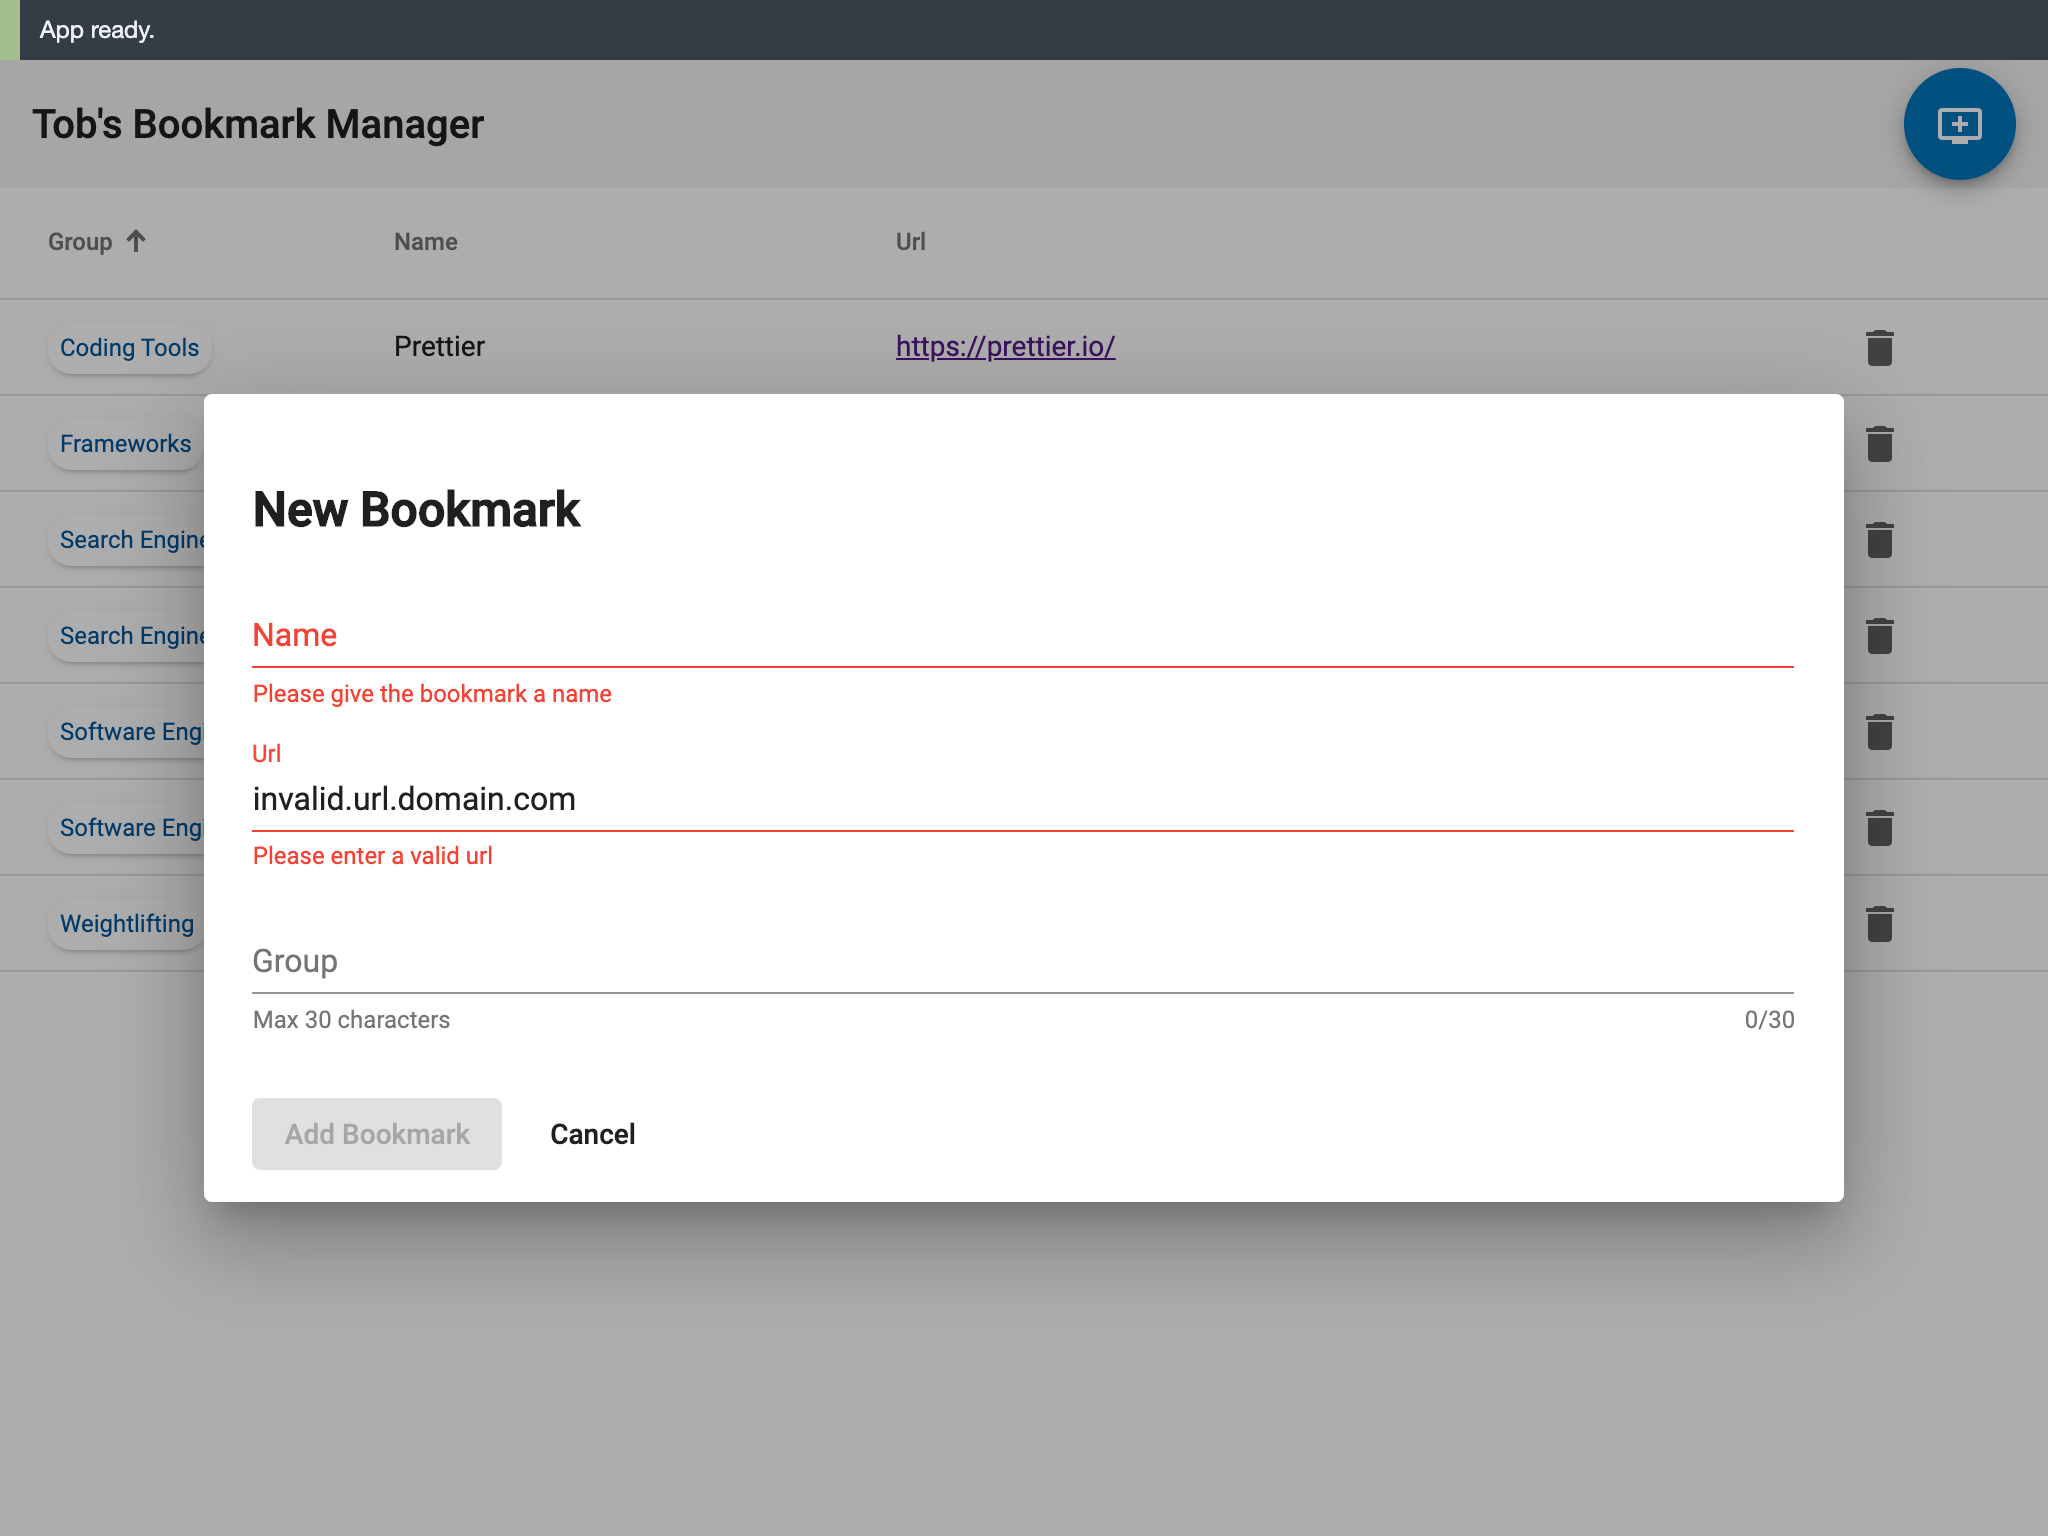 App ready.
Tob's Bookmark Manager
Group Name Url
Coding Tools Prettier https://prettier.io/
Frameworks
New Bookmark
Search Engine
Name
Search Engine
Please give the bookmark a name
Software Engi
Url
invalid.url.domain.com
Software Engi
Please enter a valid url
Weightlifting
Group
Max 30 characters 0/30
Add Bookmark Cancel